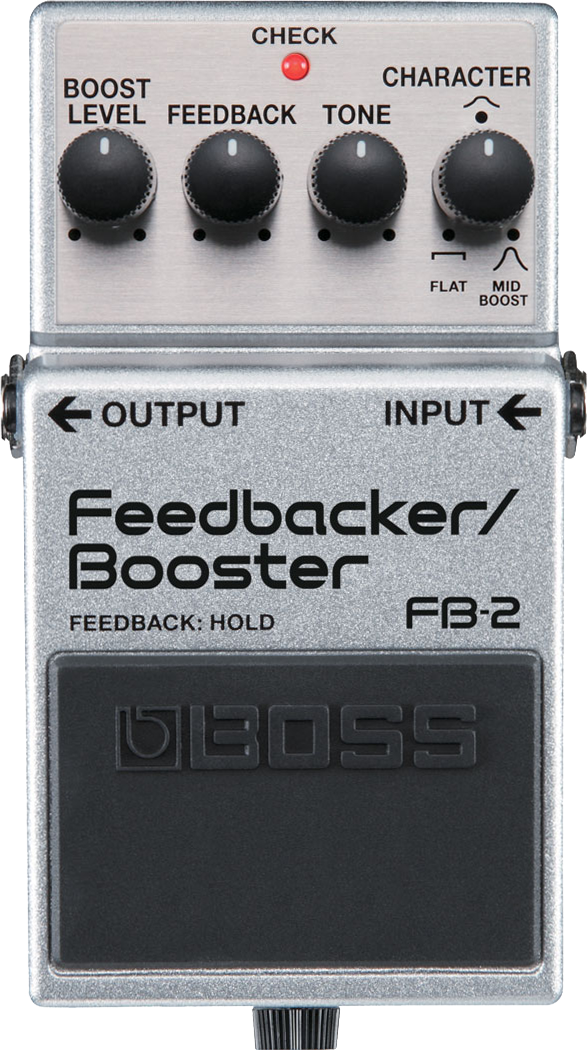 CHECK
BOOST
LEVEL
FEEDBACK
TONE
CHARACTER
FLAT
MID
BOOST
OUTPUT
INPUT
Feedbacker/
Booster
FEEDBACK: HOLD
FB-2
BOSS